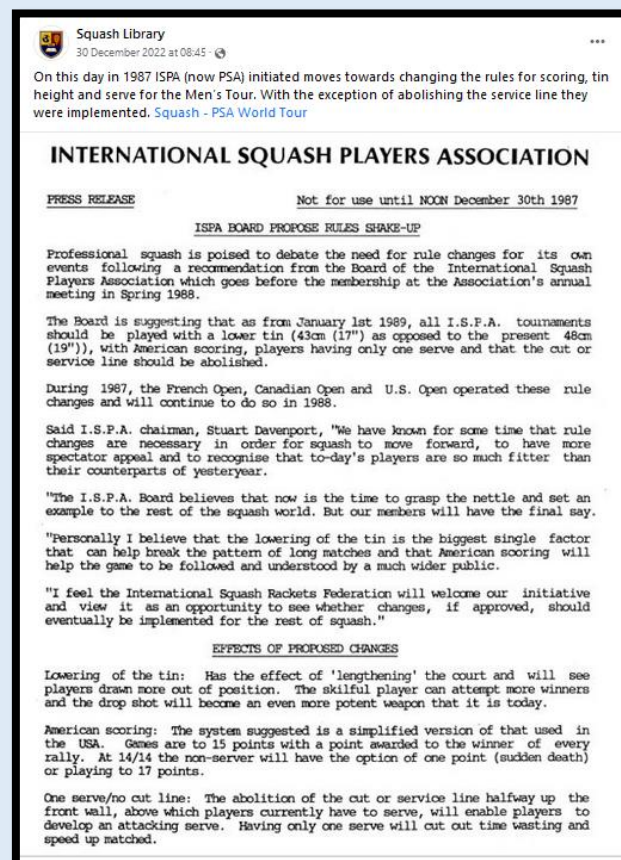 Squash Library
30 December 2022 at 08:45 ·
On this day in 1987 ISPA (now PSA) initiated moves towards changing the rules for scoring, tin
height and serve for the Men's Tour. With the exception of abolishing the service line they
were implemented. Squash - PSA World Tour
INTERNATIONAL SQUASH PLAYERS ASSOCIATION
PRESS RELEASE Not for use until NOON December 30th 1987
ISPA BOARD PROPOSE RULES SHAKE-UP
Professional squash is poised to debate the need for rule changes for its own
events following a recommendation from the Board of the International Squash
Players Association which goes before the membership at the Association's annual
meeting in Spring 1988.
The Board is suggesting that as from January 1st 1989, all I.S.P.A. tournaments
should be played with a lower tin (43cm (17") as opposed to the present 48cm
(19")), with American scoring, players having only one serve and that the cut or
service line should be abolished.
During 1987, the French Open, Canadian Open and U.S. Open operated these rule
changes and will continue to do so in 1988.
Said I.S.P.A. chairman, Stuart Davenport, "We have known for some time that rule
changes are necessary in order for squash to move forward, to have more
spectator appeal and to recognise that to-day's players are so much fitter than
their counterparts of yesteryear.
"The I.S.P.A. Board believes that now is the time to grasp the nettle and set an
example to the rest of the squash world. But our members will have the final say.
"Personally I believe that the lowering of the tin is the biggest single factor
that can help break the pattern of long matches and that American scoring will
help the game to be followed and understood by a much wider public.
"I feel the International Squash Rackets Federation will welcome our initiative
and view it as an opportunity to see whether changes, if approved, should
eventually be implemented for the rest of squash."
EFFECTS OF PROPOSED CHANGES
Lowering of the tin: Has the effect of 'lengthening' the court and will see
players drawn more out of position. The skilful player can attempt more winners
and the drop shot will become an even more potent weapon that it is today.
American scoring: The system suggested is a simplified version of that used in
the USA. Games are to 15 points with a point awarded to the winner of every
rally. At 14/14 the non-server will have the option of one point (sudden death)
or playing to 17 points.
One serve/no cut line: The abolition of the cut or service line halfway up the
front wall, above which players currently have to serve, will enable players to
develop an attacking serve. Having only one serve will cut out time wasting and
speed up matched.